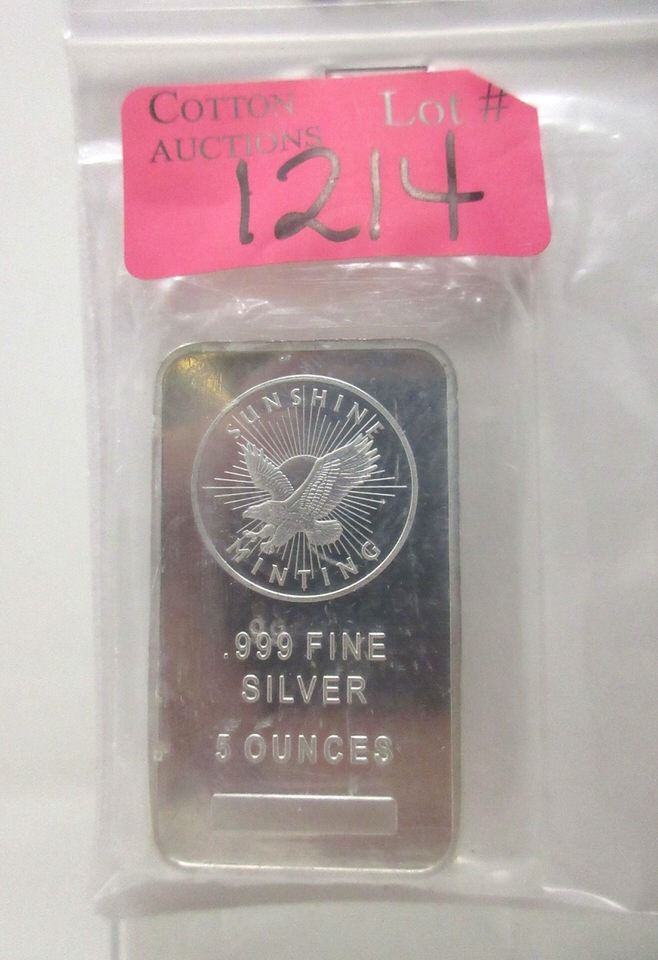 COTTON Lot #
AUCTIONS
1214
SUNSHINE
MINTING
.999 FINE
SILVER
5 OUNCES